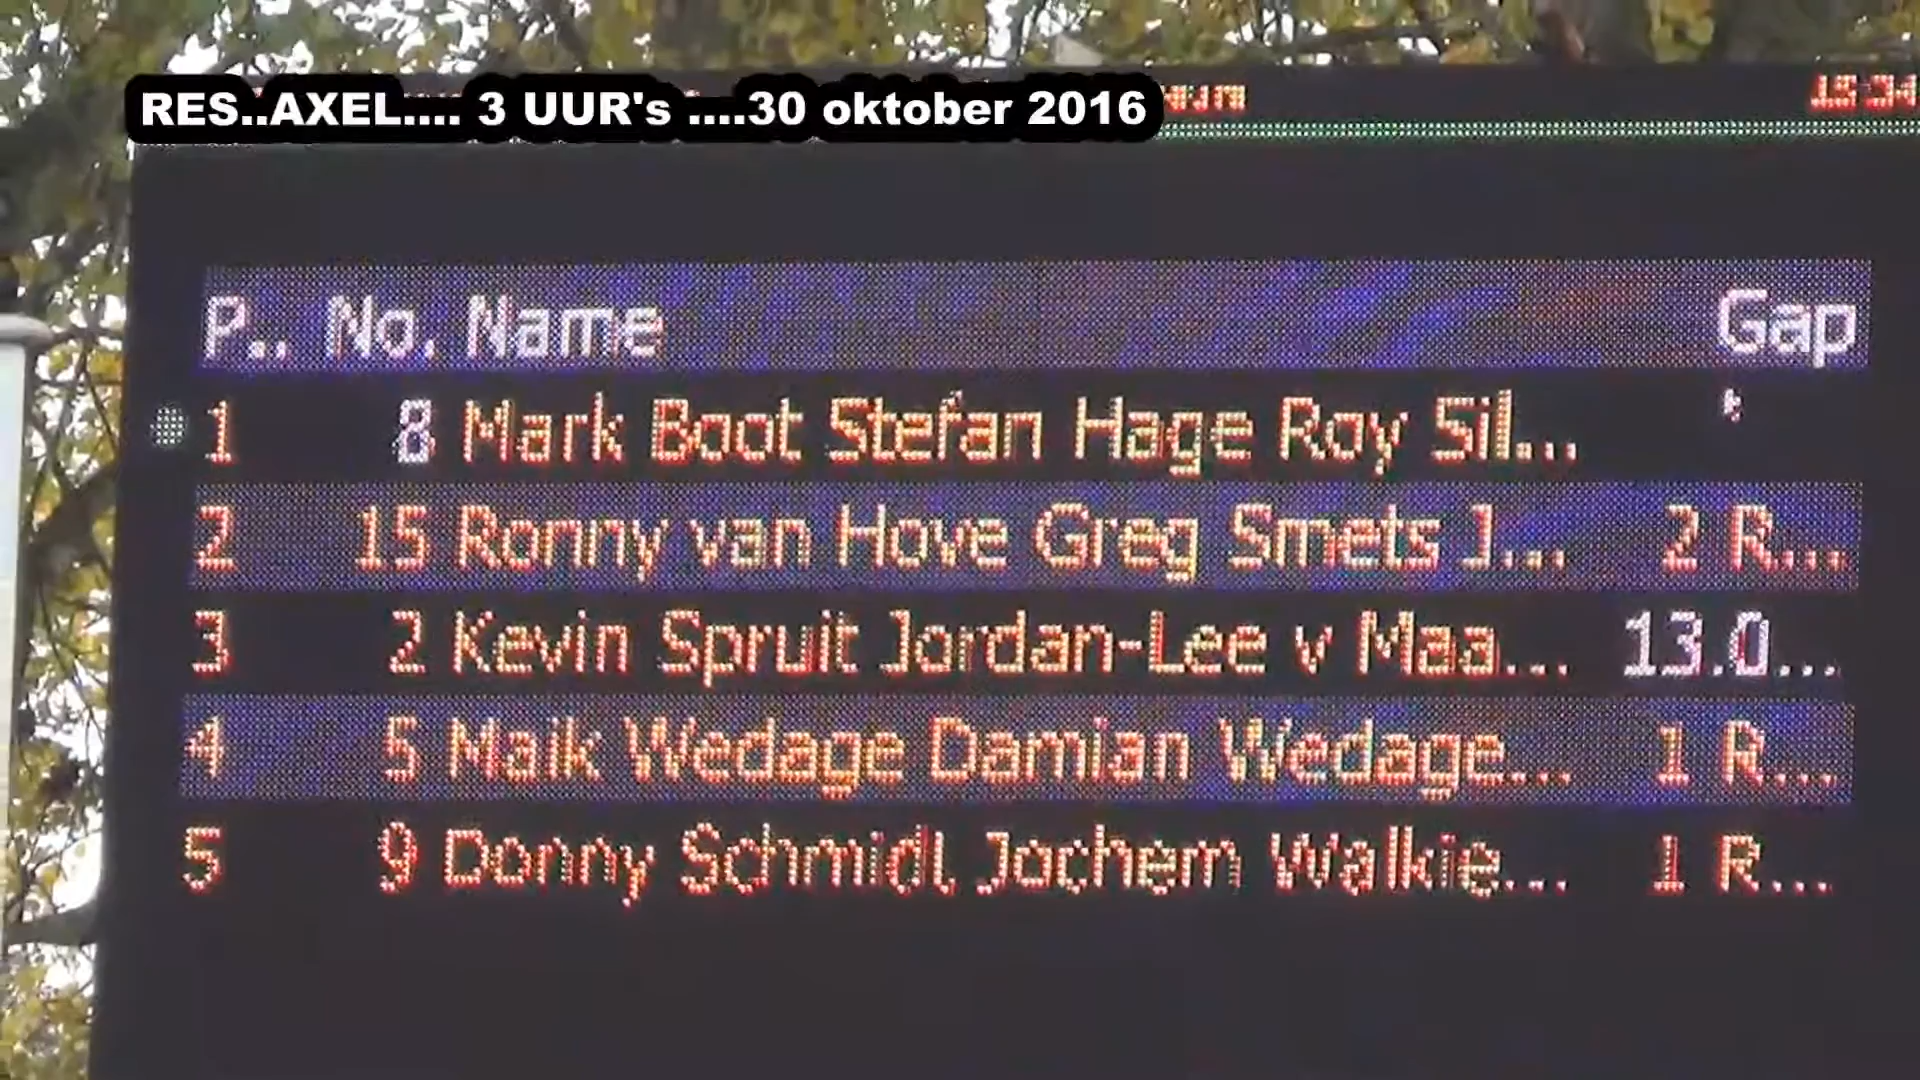 RES..AXEL.... 3 UUR's ....30 oktober 2016
P.. No. Name Gap
1 8 Mark Boot Stefan Hage Roy Sil...
2 15 Ronny van Hove Greg Smets J... 2 R...
3 2 Kevin Spruit Jordan-Lee v Maa... 13.0...
4 5 Maik Wedage Damian Wedage... 1 R...
5 9 Donny Schmidt Jochem Walkie... 1 R...